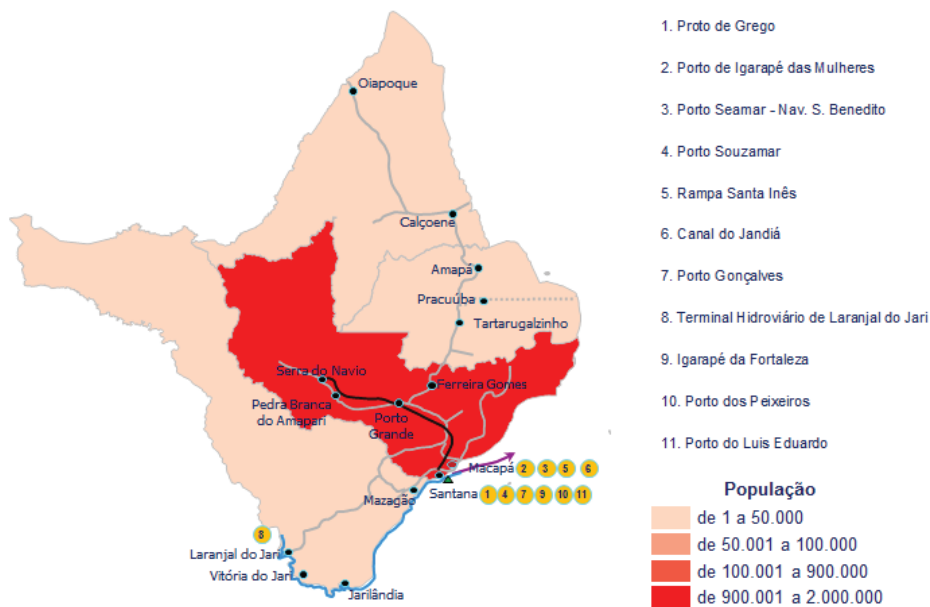 1. Proto de Grego
2. Porto de Igarapé das Mulheres
3. Porto Seamar - Nav. S. Benedito
4. Porto Souzamar
5. Rampa Santa Inês
6. Canal do Jandiá
7. Porto Gonçalves
8. Terminal Hidroviário de Laranjal do Jari
9. Igarapé da Fortaleza
10. Porto dos Peixeiros
11. Porto do Luis Eduardo
População
de 1 a 50.000
de 50.001 a 100.000
de 100.001 a 900.000
de 900.001 a 2.000.000
Oiapoque
Calçoene
Amapá
Pracuúba
Tartarugalzinho
Serra do Navio
Ferreira Gomes
Pedra Branca
do Amapari
Porto
Grande
Macapá 2 3 5 6
Mazagão
Santana 1 4 7 9 10 11
8
Laranjal do Jari
Vitória do Jari
Jarilândia